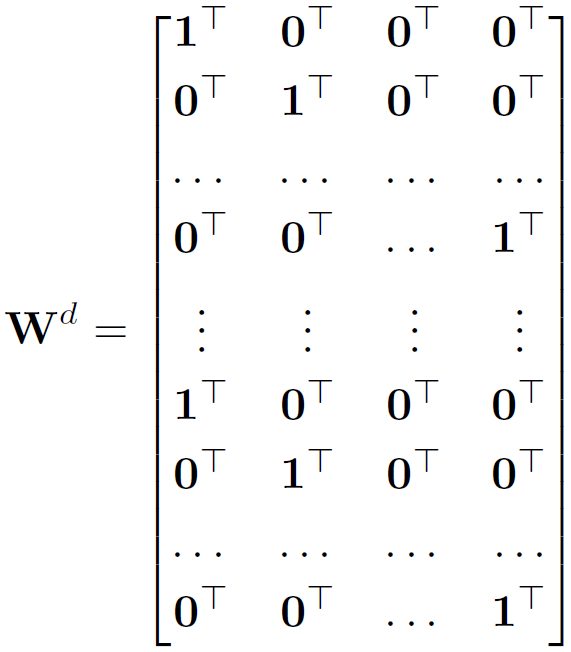 1⊤ 0⊤ 0⊤ 0⊤
0⊤ 1⊤ 0⊤ 0⊤
… … … …
0⊤ 0⊤ … 1⊤
W^d = ⋮ ⋮ ⋮ ⋮
1⊤ 0⊤ 0⊤ 0⊤
0⊤ 1⊤ 0⊤ 0⊤
… … … …
0⊤ 0⊤ … 1⊤